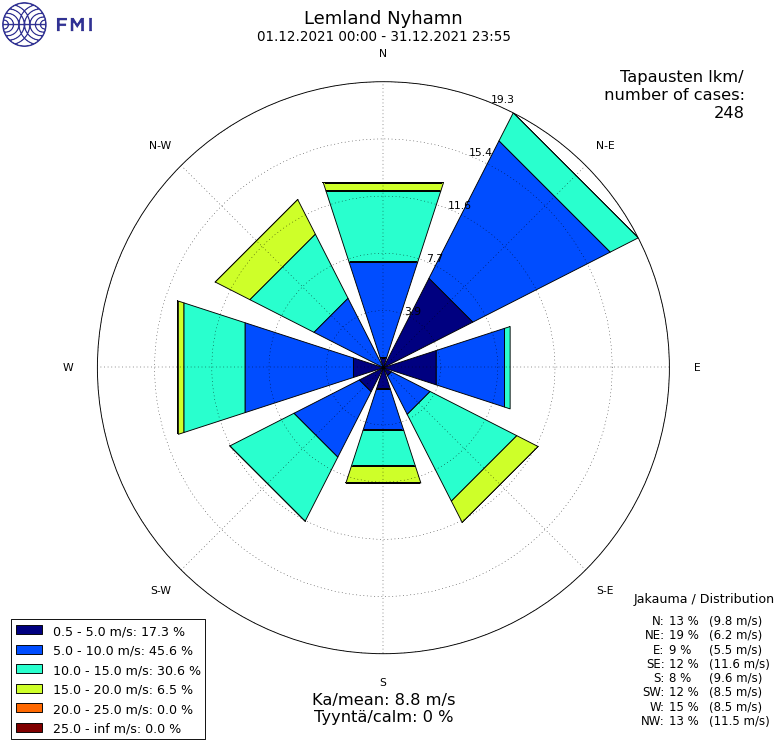 FMI
Lemland Nyhamn
01.12.2021 00:00 - 31.12.2021 23:55
N
Tapausten lkm/
number of cases:
248
19.3
15.4
11.6
7.7
N-W
N-E
W
E
S-W
S-E
S
0.5 - 5.0 m/s: 17.3 %
5.0 - 10.0 m/s: 45.6 %
10.0 - 15.0 m/s: 30.6 %
15.0 - 20.0 m/s: 6.5 %
20.0 - 25.0 m/s: 0.0 %
25.0 - inf m/s: 0.0 %
Ka/mean: 8.8 m/s
Tyyntä/calm: 0 %
Jakauma / Distribution
N: 13 % (9.8 m/s)
NE: 19 % (6.2 m/s)
E: 9 % (5.5 m/s)
SE: 12 % (11.6 m/s)
S: 8 % (9.6 m/s)
SW: 12 % (8.5 m/s)
W: 15 % (8.5 m/s)
NW: 13 % (11.5 m/s)